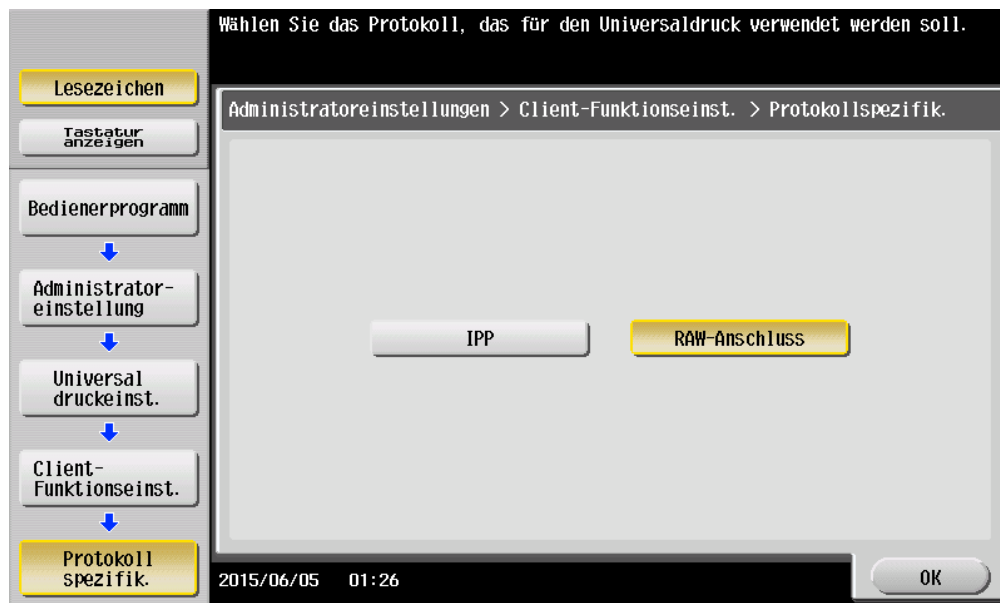 Wählen Sie das Protokoll, das für den Universaldruck verwendet werden soll.
Lesezeichen
Tastatur
anzeigen
Administratoreinstellungen > Client-Funktionseinst. > Protokollspezifik.
Bedienerprogramm
Administrator-
einstellung
Universal
druckeinst.
Client-
Funktionseinst.
Protokoll
spezifik.
IPP
RAW-Anschluss
2015/06/05 01:26
OK